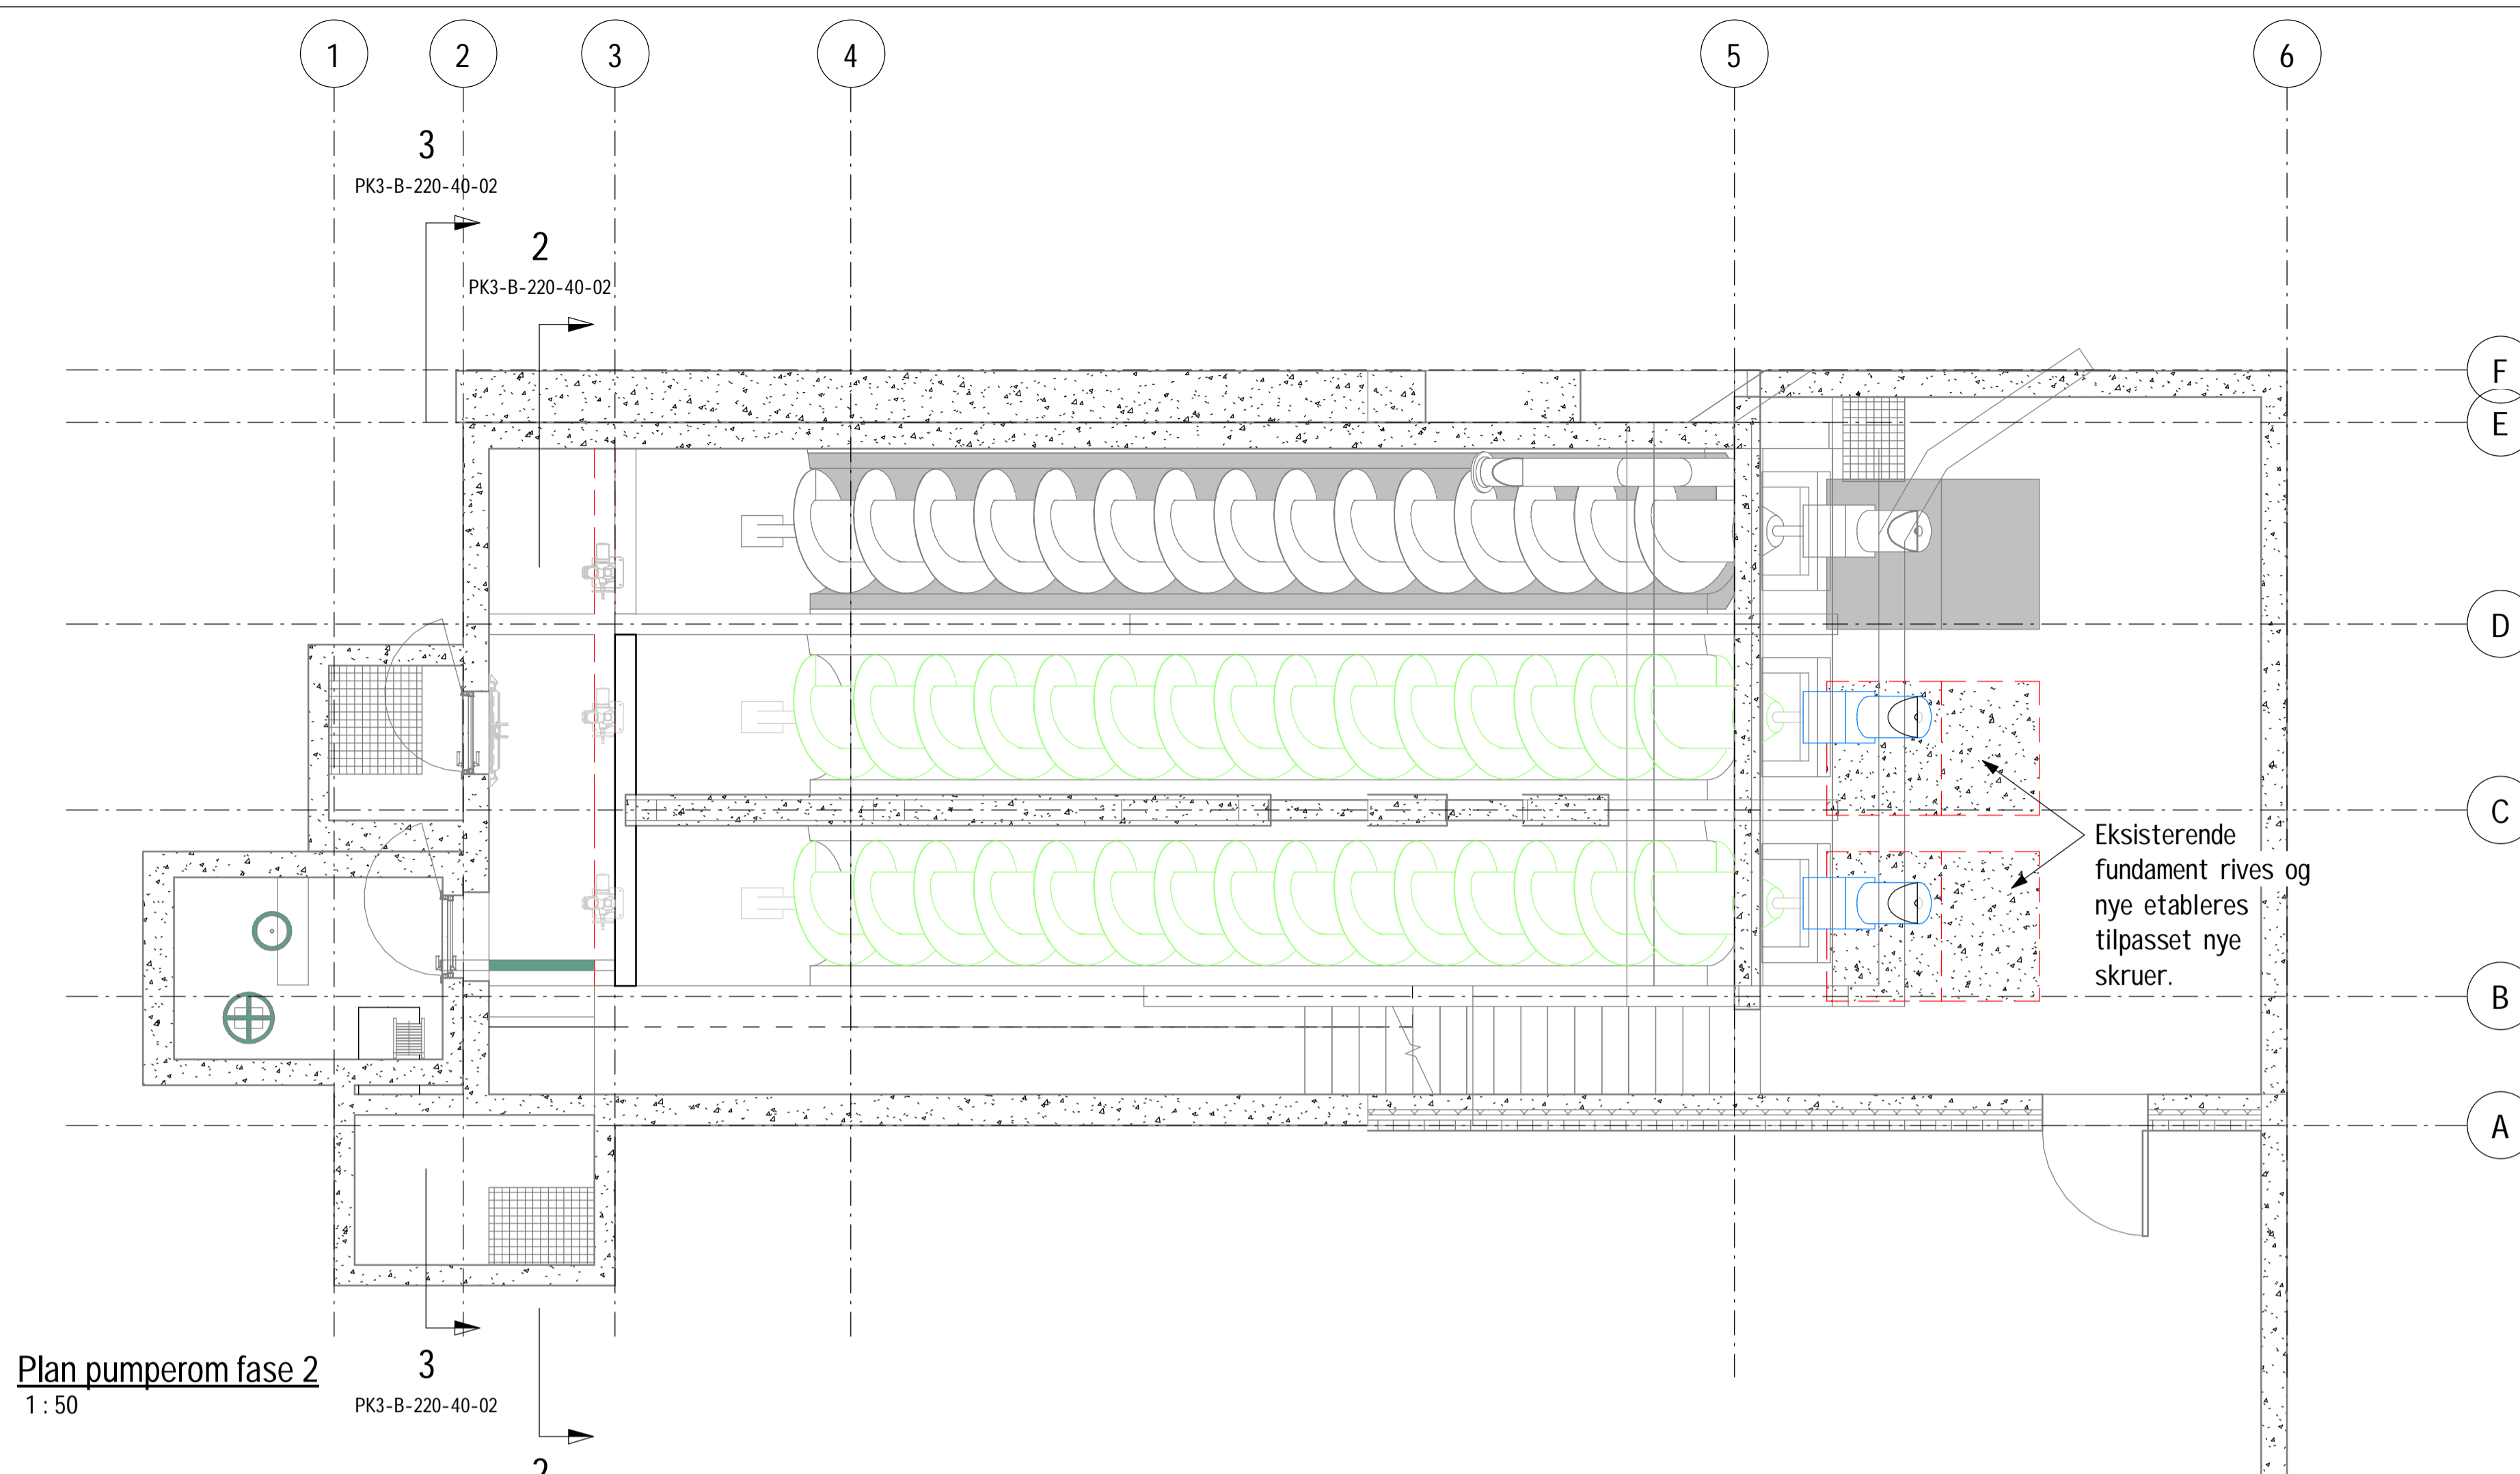 1
2
3
4
5
6
3
PK3-B-220-40-02
2
PK3-B-220-40-02
F
E
D
C
B
A
Eksisterende
fundament rives og
nye etableres
tilpasset nye
skruer.
Plan pumperom fase 2
1 : 50
3
PK3-B-220-40-02
2